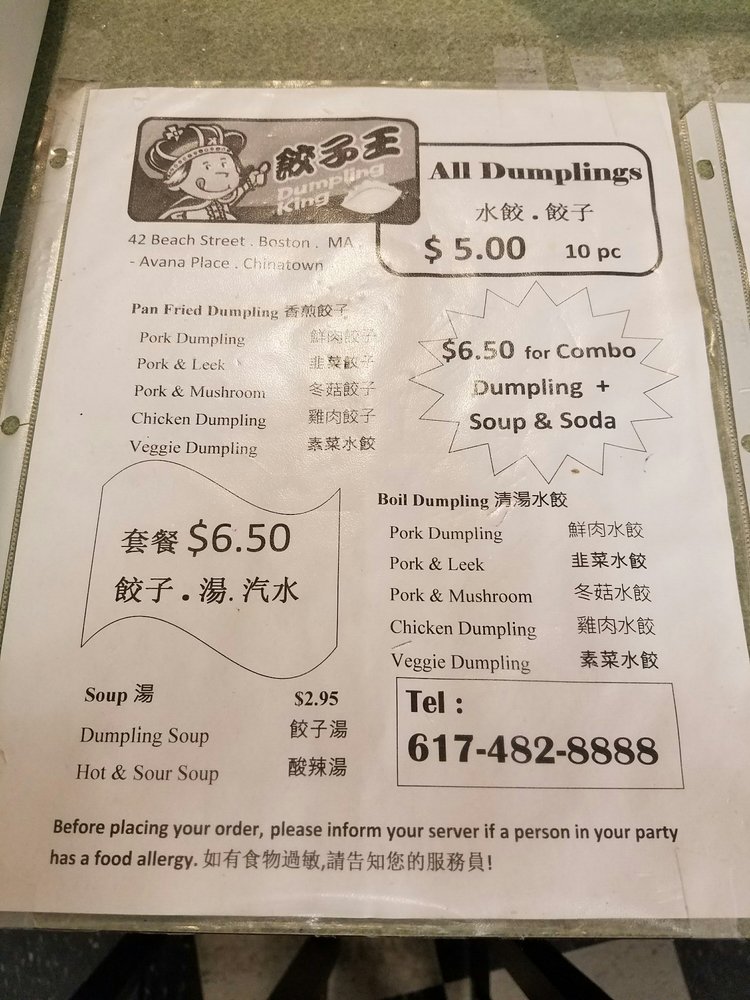 餃子王
Dumpling
King
42 Beach Street . Boston . MA .
- Avana Place . Chinatown
All Dumplings
水餃 . 餃子
$ 5.00 10 pc
Pan Fried Dumpling 香煎餃子
Pork Dumpling 鮮肉餃子
Pork & Leek 韭菜餃子
Pork & Mushroom 冬菇餃子
Chicken Dumpling 雞肉餃子
Veggie Dumpling 素菜水餃
$6.50 for Combo
Dumpling +
Soup & Soda
套餐 $6.50
餃子 . 湯. 汽水
Boil Dumpling 清湯水餃
Pork Dumpling 鮮肉水餃
Pork & Leek 韭菜水餃
Pork & Mushroom 冬菇水餃
Chicken Dumpling 雞肉水餃
Veggie Dumpling 素菜水餃
Soup 湯 $2.95
Dumpling Soup 餃子湯
Hot & Sour Soup 酸辣湯
Tel :
617-482-8888
Before placing your order, please inform your server if a person in your party
has a food allergy. 如有食物過敏,請告知您的服務員!